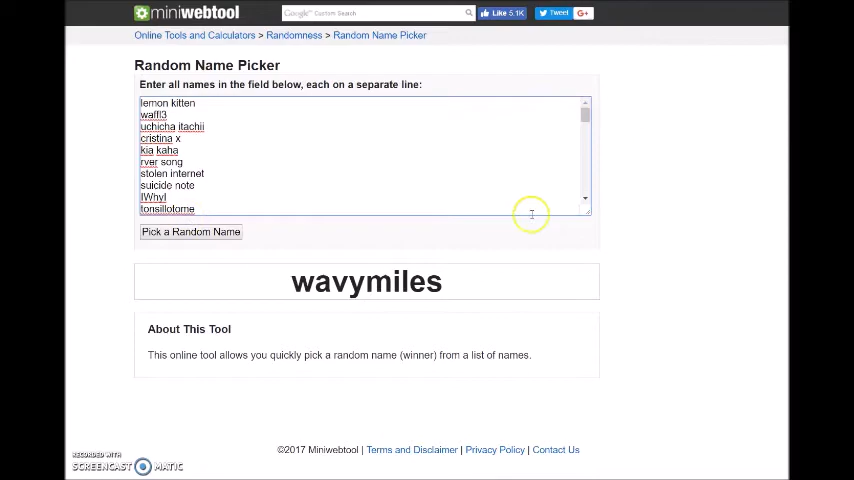 miniwebtool
Google Custom Search
Like 5.1K
Tweet
G+
Online Tools and Calculators > Randomness > Random Name Picker
Random Name Picker
Enter all names in the field below, each on a separate line:
lemon kitten
waffl3
uchicha itachii
cristina x
kia kaha
rver song
stolen internet
suicide note
IWhyI
tonsillotome
Pick a Random Name
wavymiles
About This Tool
This online tool allows you quickly pick a random name (winner) from a list of names.
©2017 Miniwebtool | Terms and Disclaimer | Privacy Policy | Contact Us
RECORDED WITH
SCREENCAST MATIC